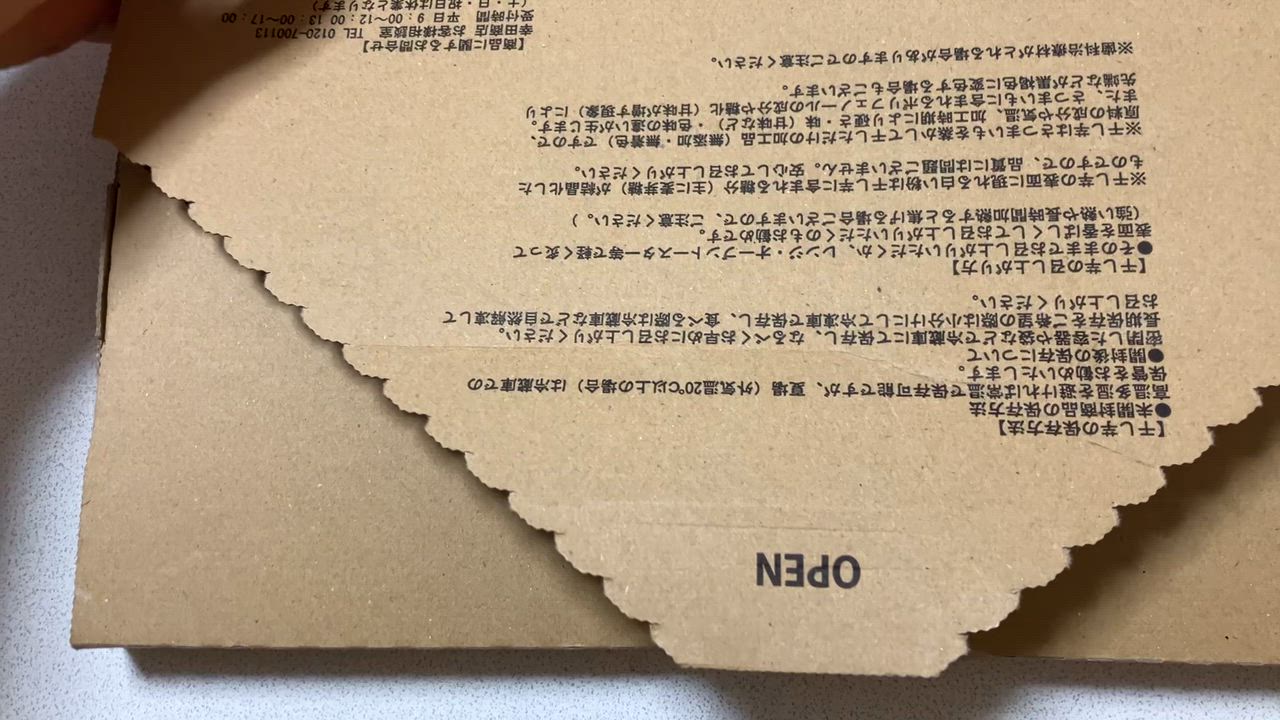 OPEN
【干し芋の保存方法】
●未開封商品の保存方法
高温多湿を避ければ常温で保存可能ですが、夏場（外気温20℃以上の場合）は冷蔵庫での
保管をお勧めいたします。
●開封後の保存について
密閉した容器や袋などで冷蔵庫にて保存し、なるべくお早めにお召し上がりください。
長期保存をご希望の際は小分けにして冷凍庫で保存し、食べる際は冷蔵庫などで自然解凍して
お召し上がりください。
【干し芋の召し上がり方】
●そのままでお召し上がりいただくか、レンジ・オーブントースター等で軽く炙って
表面を香ばしくしてお召し上がりいただくのもお勧めです。
（強い熱や長時間加熱すると焦げる場合ございますので、ご注意ください。）
※干し芋の表面に現れる白い粉は干し芋に含まれる糖分（主に麦芽糖）が結晶化した
ものですので、品質には問題ございません。安心してお召し上がりください。
※干し芋はさつまいもを蒸かして干しただけの加工品（無添加・無着色）ですので、
原料の成分や気温、加工時期により硬さ・味（甘味など）・色味の違いが生じます。
また、さつまいもに含まれるポリフェノールの成分や糖化（甘味が増す現象）により
先端などが黒褐色に変色する場合もございます。
※歯科治療材がとれる場合がありますのでご注意ください。
【商品に関するお問合せ】
幸田商店 お客様相談室 TEL 0120-700113
受付時間 平日 9：00～12：00 13：00～17：00
（土・日・祝日は休業となります）